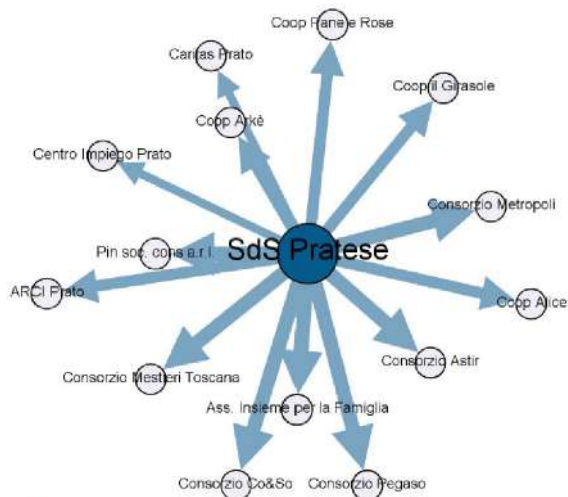 Coop Pane e Rose
Caritas Prato
Coop il Girasole
Coop Arkè
Centro Impiego Prato
Consorzio Metropoli
SdS Pratese
Pin soc. cons a.r.l.
ARCI Prato
Coop Alice
Consorzio Astir
Consorzio Mestieri Toscana
Ass. Insieme per la Famiglia
Consorzio Co&So
Consorzio Pegaso